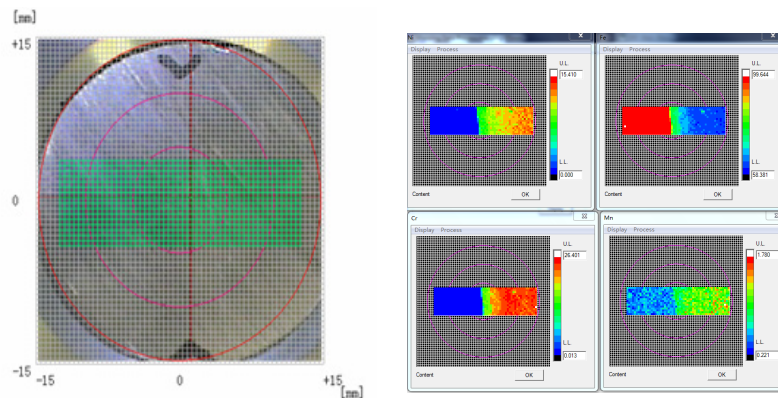 [mm]
+15
0
-15
-15
0
+15
[mm]
Ni
Display Process
U.L.
15.410
L.L.
0.000
Content
OK
Fe
Display Process
U.L.
99.644
L.L.
58.381
Content
OK
Cr
Display Process
U.L.
26.401
L.L.
0.013
Content
OK
Mn
Display Process
U.L.
1.780
L.L.
0.221
Content
OK